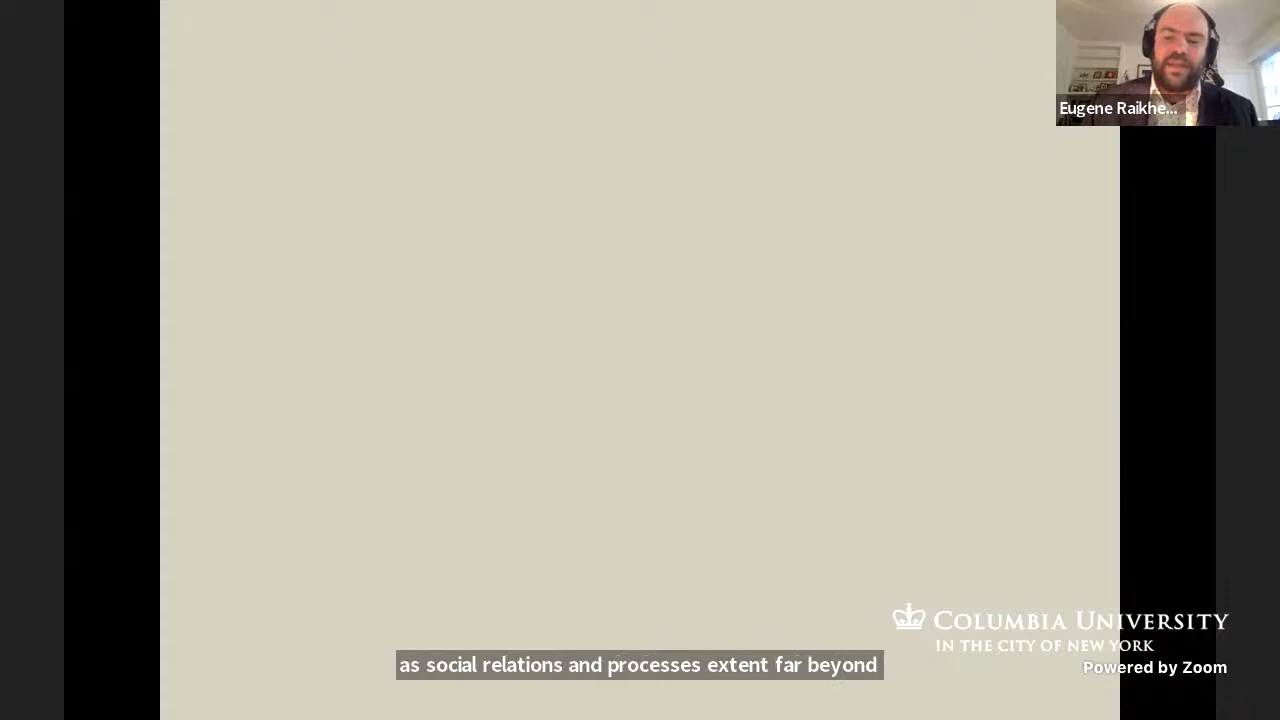 Eugene Raikhe...
COLUMBIA UNIVERSITY
IN THE CITY OF NEW YORK
as social relations and processes extent far beyond
Powered by Zoom